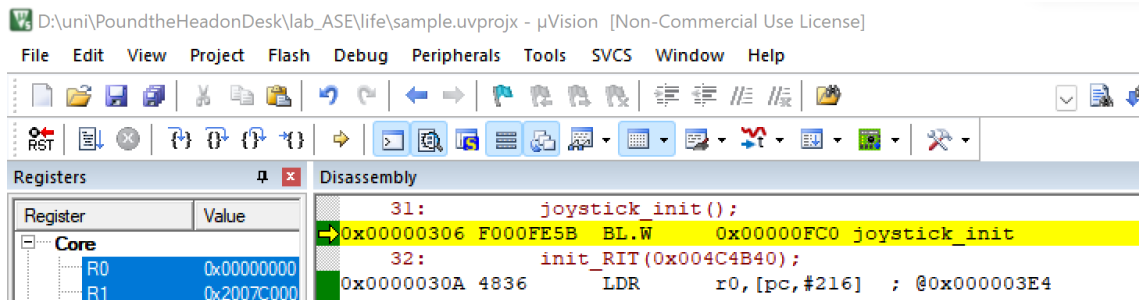 D:\uni\PoundtheHeadonDesk\lab_ASE\life\sample.uvprojx - µVision [Non-Commercial Use License]
File Edit View Project Flash Debug Peripherals Tools SVCS Window Help
RST
Registers
Disassembly
Register Value
Core
R0 0x00000000
R1 0x2007C000
31: joystick_init();
0x00000306 F000FE5B BL.W 0x00000FC0 joystick_init
32: init_RIT(0x004C4B40);
0x0000030A 4836 LDR r0,[pc,#216] ; @0x000003E4